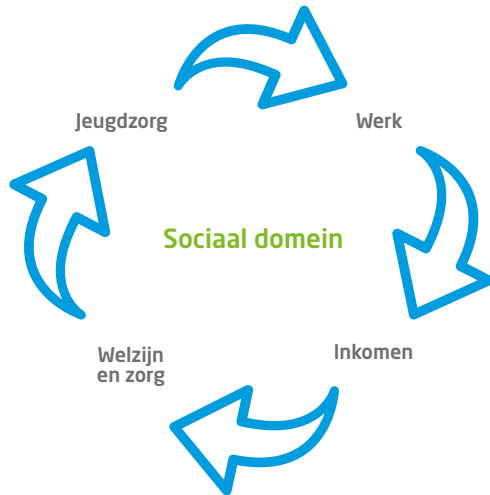 Jeugdzorg
Werk
Sociaal domein
Inkomen
Welzijn
en zorg